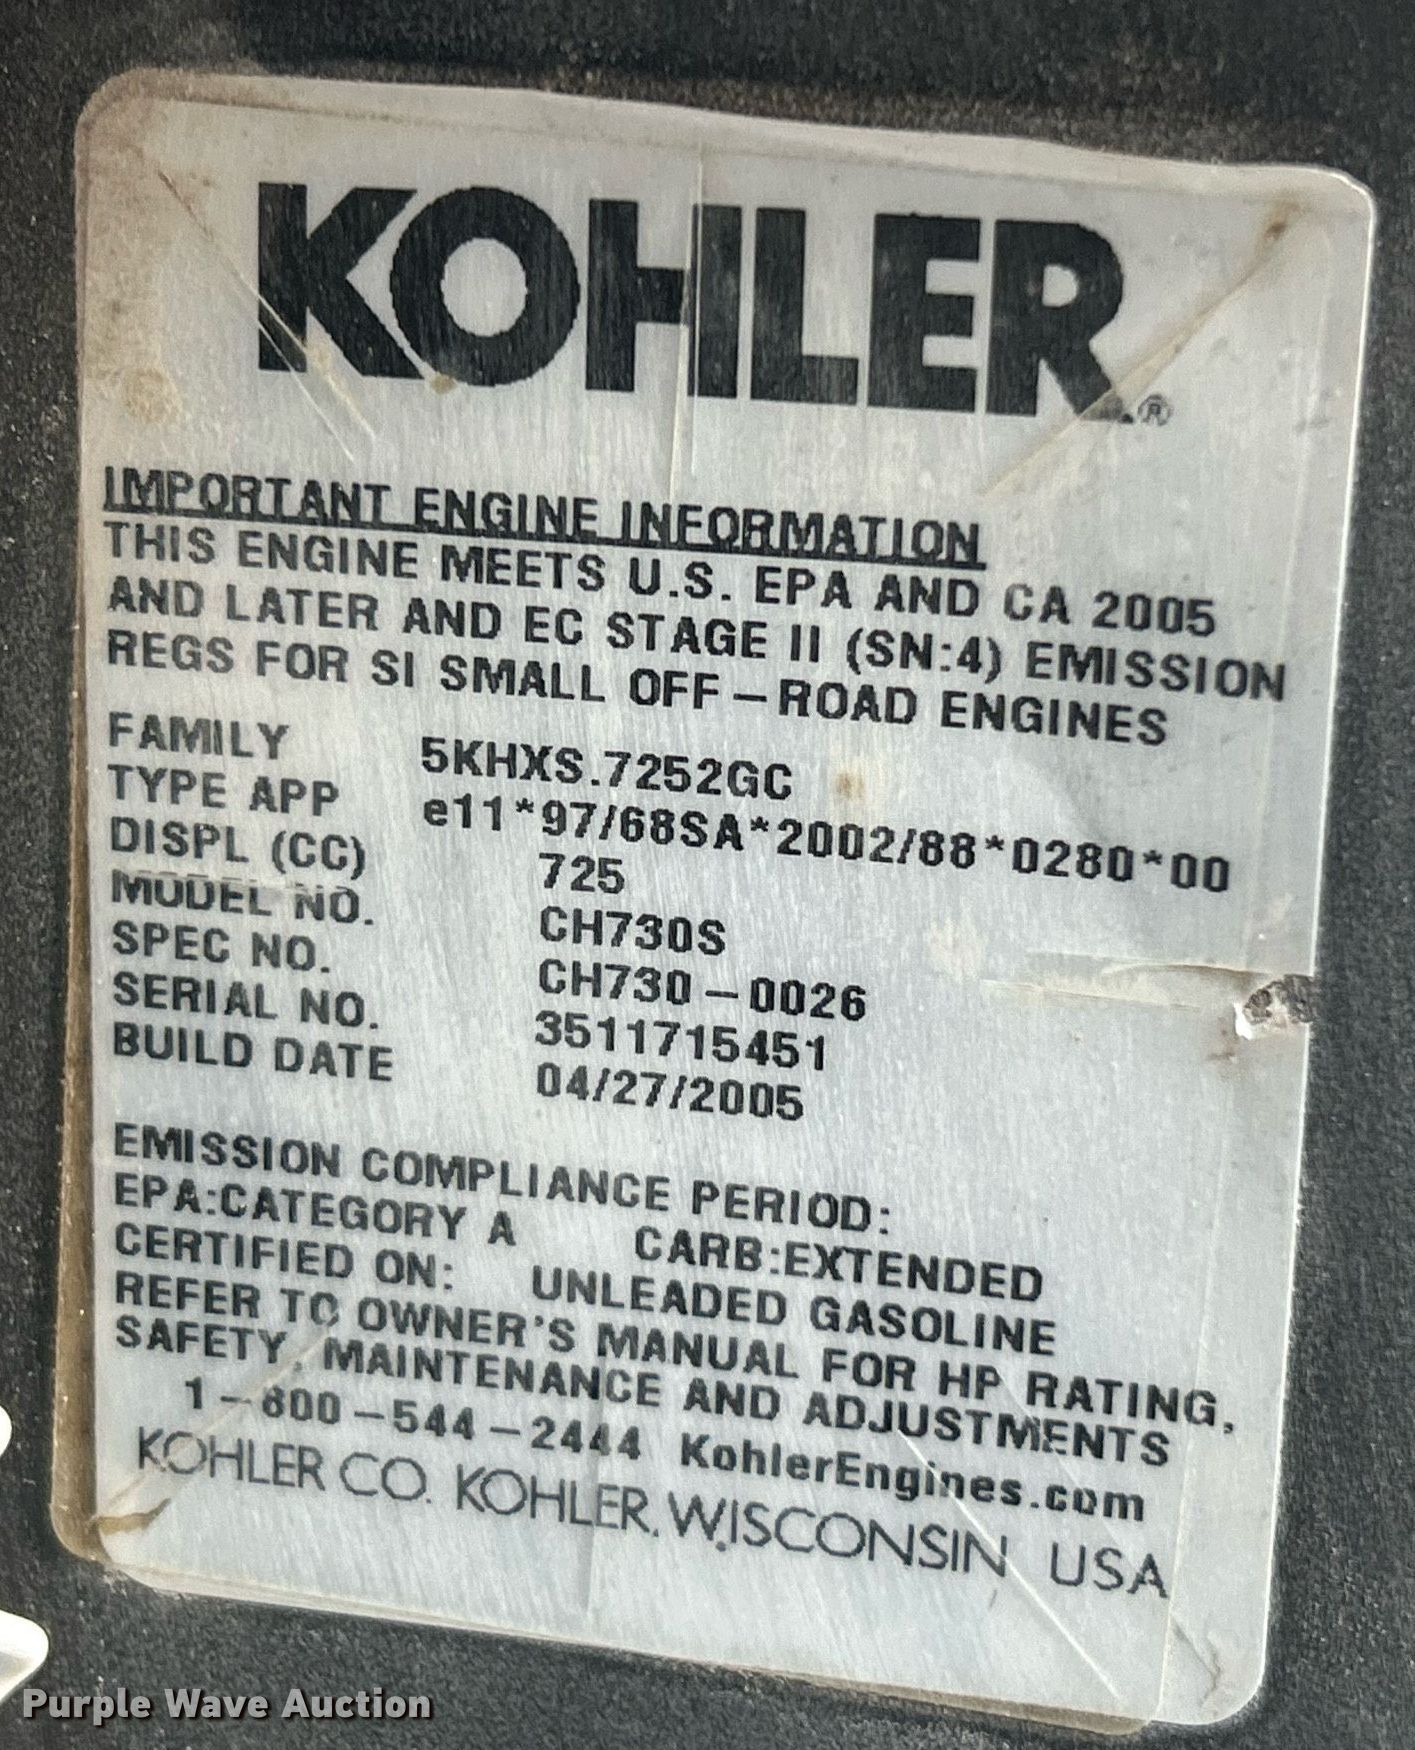 KOHLER®
IMPORTANT ENGINE INFORMATION
THIS ENGINE MEETS U.S. EPA AND CA 2005
AND LATER AND EC STAGE II (SN:4) EMISSION
REGS FOR SI SMALL OFF–ROAD ENGINES
FAMILY 5KHXS.7252GC
TYPE APP e11*97/68SA*2002/88*0280*00
DISPL (CC) 725
MODEL NO. CH730S
SPEC NO. CH730–0026
SERIAL NO. 3511715451
BUILD DATE 04/27/2005
EMISSION COMPLIANCE PERIOD:
EPA:CATEGORY A CARB:EXTENDED
CERTIFIED ON: UNLEADED GASOLINE
REFER TO OWNER'S MANUAL FOR HP RATING,
SAFETY, MAINTENANCE AND ADJUSTMENTS
1–800–544–2444 KohlerEngines.com
KOHLER CO. KOHLER, WISCONSIN USA
Purple Wave Auction